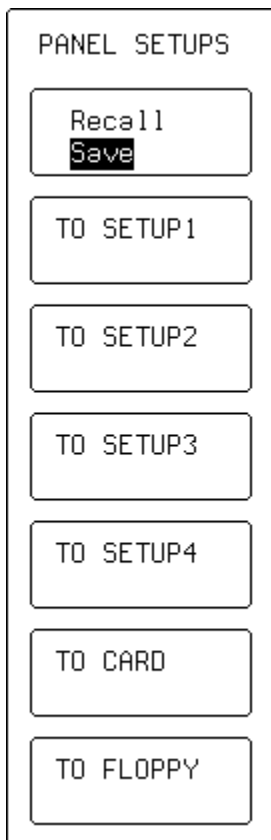 PANEL SETUPS
Recall
Save
TO SETUP1
TO SETUP2
TO SETUP3
TO SETUP4
TO CARD
TO FLOPPY